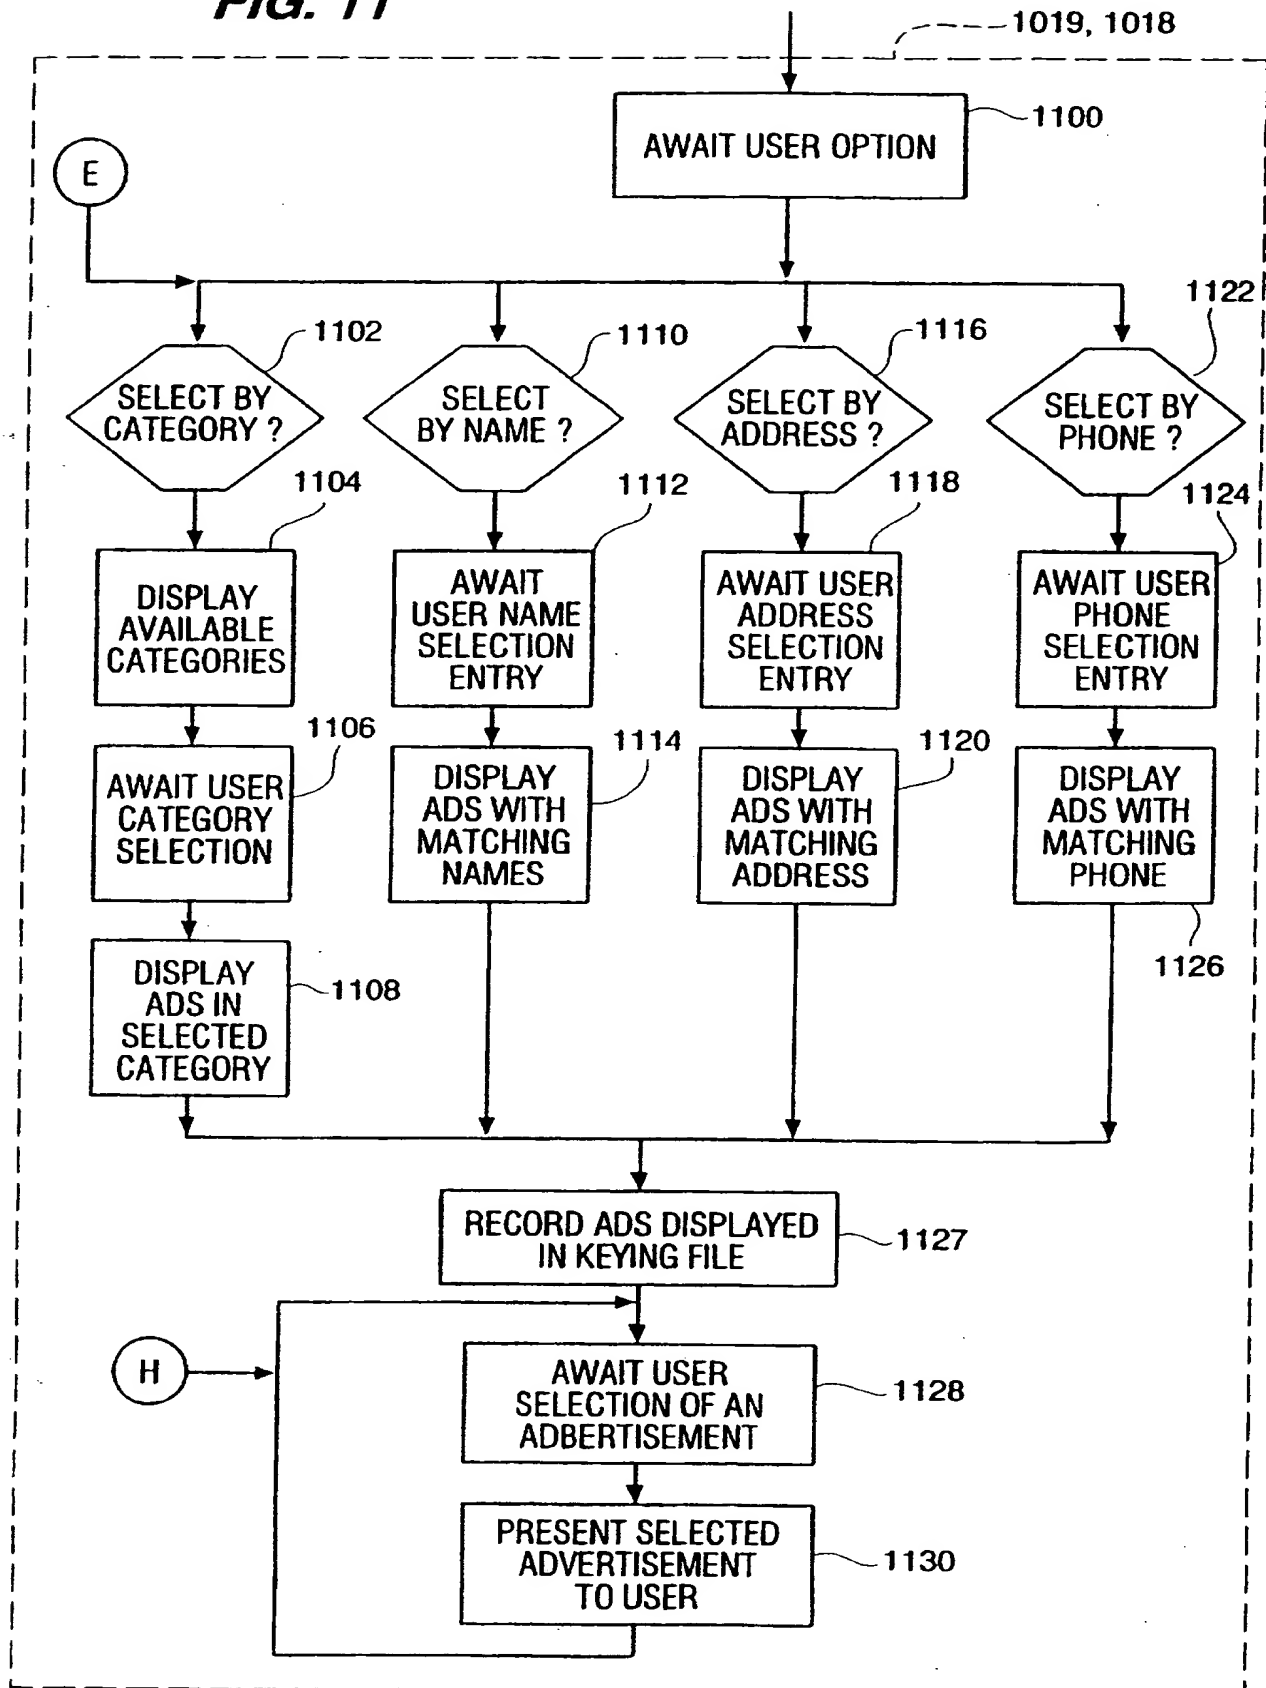 FIG. 11
1019, 1018
1100
AWAIT USER OPTION
E
1102
SELECT BY
CATEGORY ?
1110
SELECT
BY NAME ?
1116
SELECT BY
ADDRESS ?
1122
SELECT BY
PHONE ?
1104
DISPLAY
AVAILABLE
CATEGORIES
1112
AWAIT
USER NAME
SELECTION
ENTRY
1118
AWAIT USER
ADDRESS
SELECTION
ENTRY
1124
AWAIT USER
PHONE
SELECTION
ENTRY
1106
AWAIT USER
CATEGORY
SELECTION
1114
DISPLAY
ADS WITH
MATCHING
NAMES
1120
DISPLAY
ADS WITH
MATCHING
ADDRESS
DISPLAY
ADS WITH
MATCHING
PHONE
1126
DISPLAY
ADS IN
SELECTED
CATEGORY
1108
RECORD ADS DISPLAYED
IN KEYING FILE
1127
H
AWAIT USER
SELECTION OF AN
ADBERTISEMENT
1128
PRESENT SELECTED
ADVERTISEMENT
TO USER
1130